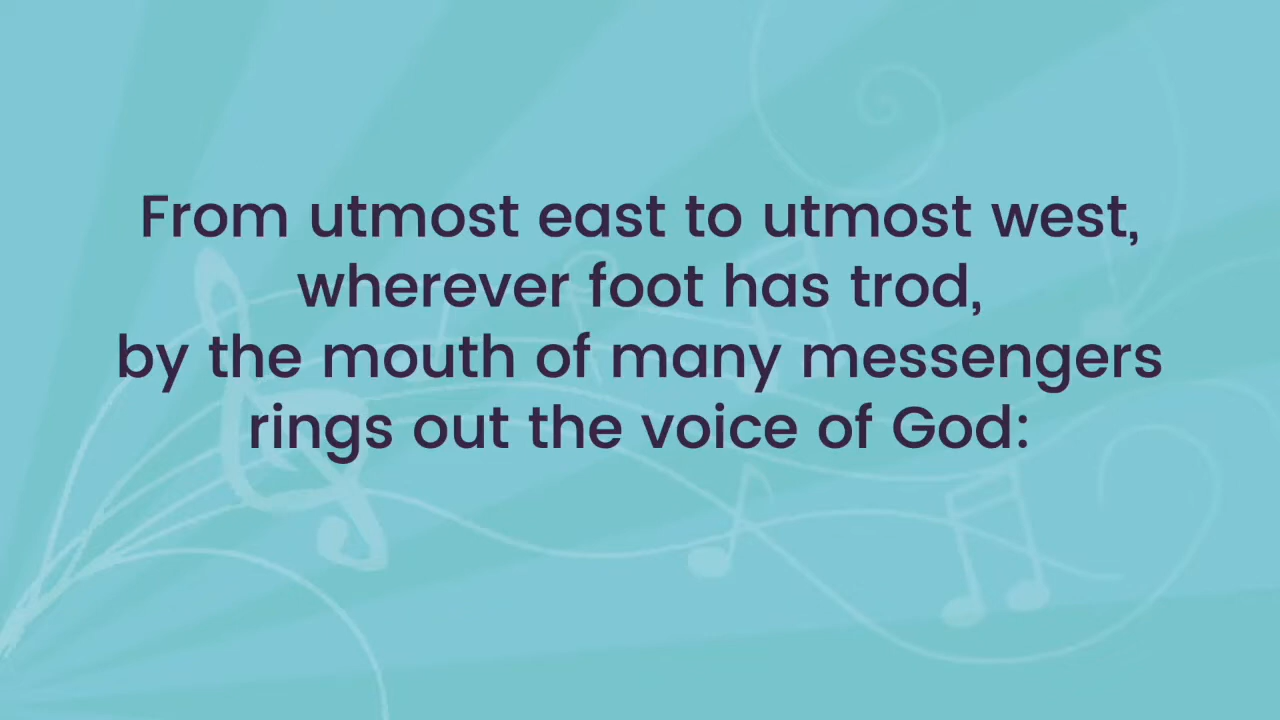 From utmost east to utmost west,
wherever foot has trod,
by the mouth of many messengers
rings out the voice of God: